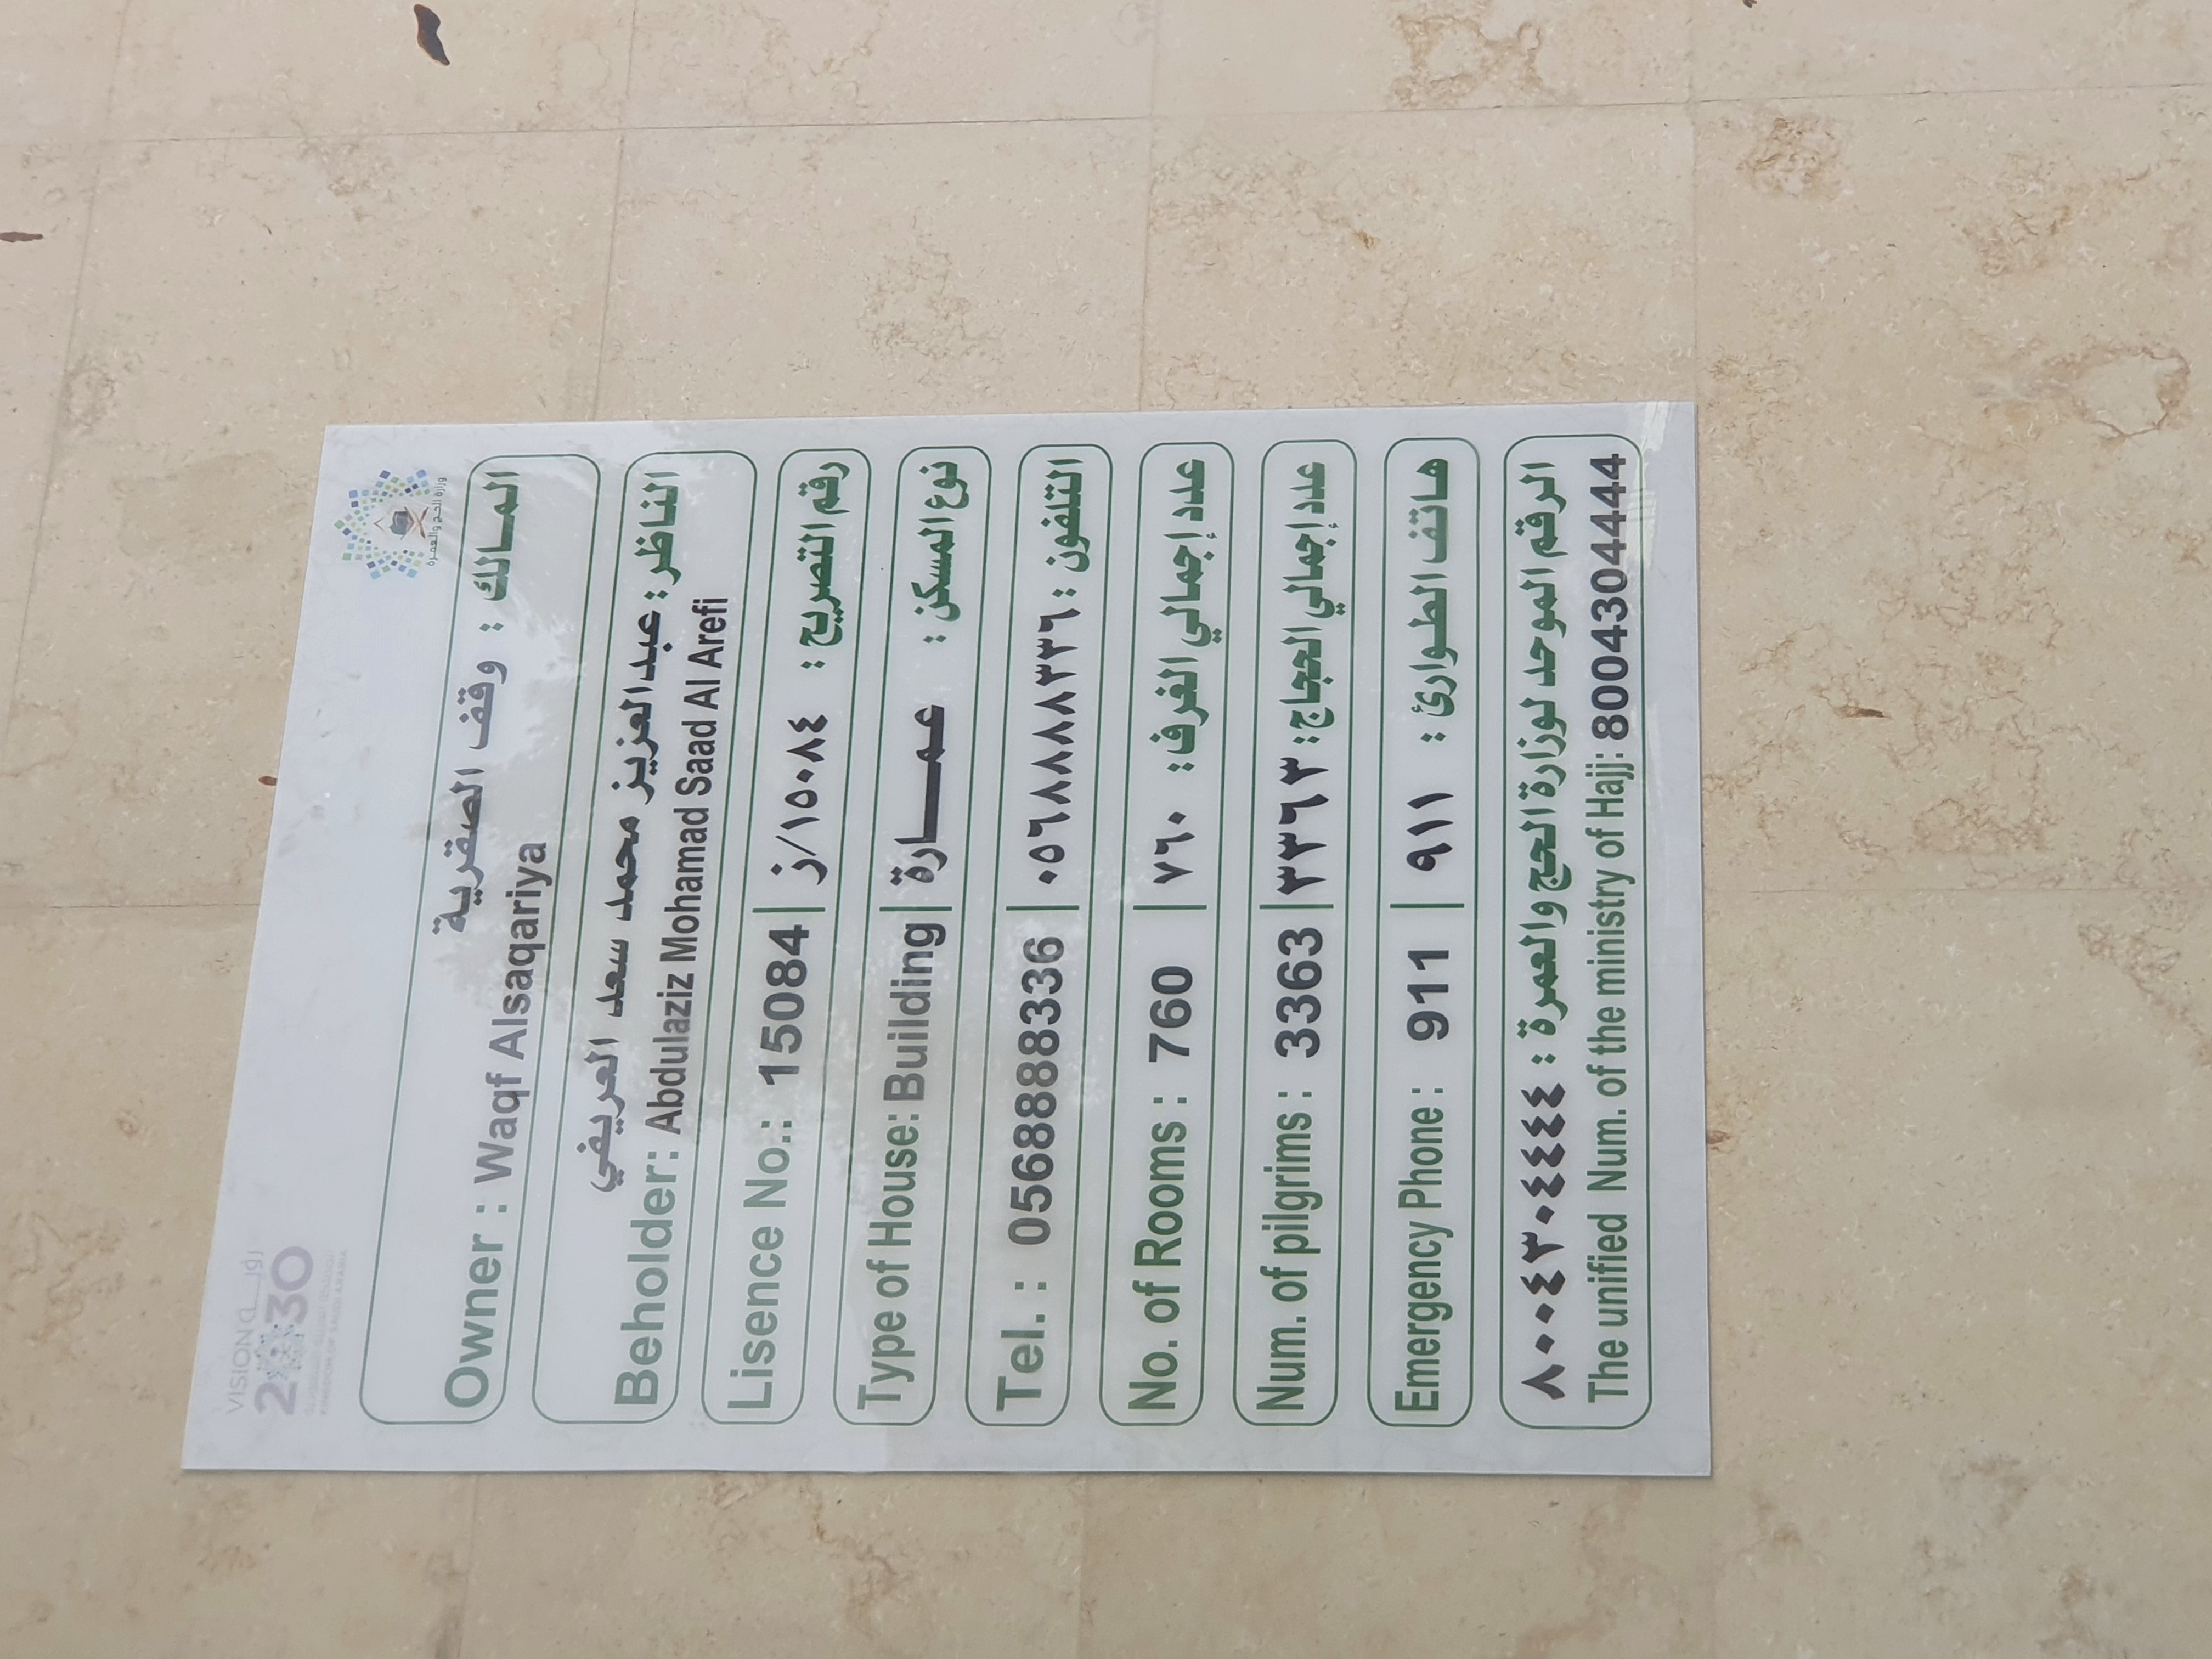 VISION رؤيــة
2030
المملكة العربية السعودية
KINGDOM OF SAUDI ARABIA
وزارة الحج والعمرة
المـالك : وقف الصقرية
Owner : Waqf Alsaqariya
الناظر: عبدالعزيز محمد سعد العريفي
Beholder: Abdulaziz Mohamad Saad Al Arefi
Lisence No.: 15084 | رقم التصريح : ١٥٠٨٤/ز
Type of House: Building | نوع المسكن : عمـــارة
Tel. : 0568888336 | التلفون : ٠٥٦٨٨٨٨٣٣٦
No. of Rooms : 760 | عدد إجمالي الغرف: ٧٦٠
Num. of pilgrims : 3363 | عدد إجمالي الحجاج: ٣٣٦٣
Emergency Phone : 911 | هـاتف الطـوارئ : ٩١١
الرقم الموحد لوزارة الحج والعمرة : ٨٠٠٤٣٠٤٤٤٤
The unified Num. of the ministry of Hajj: 8004304444